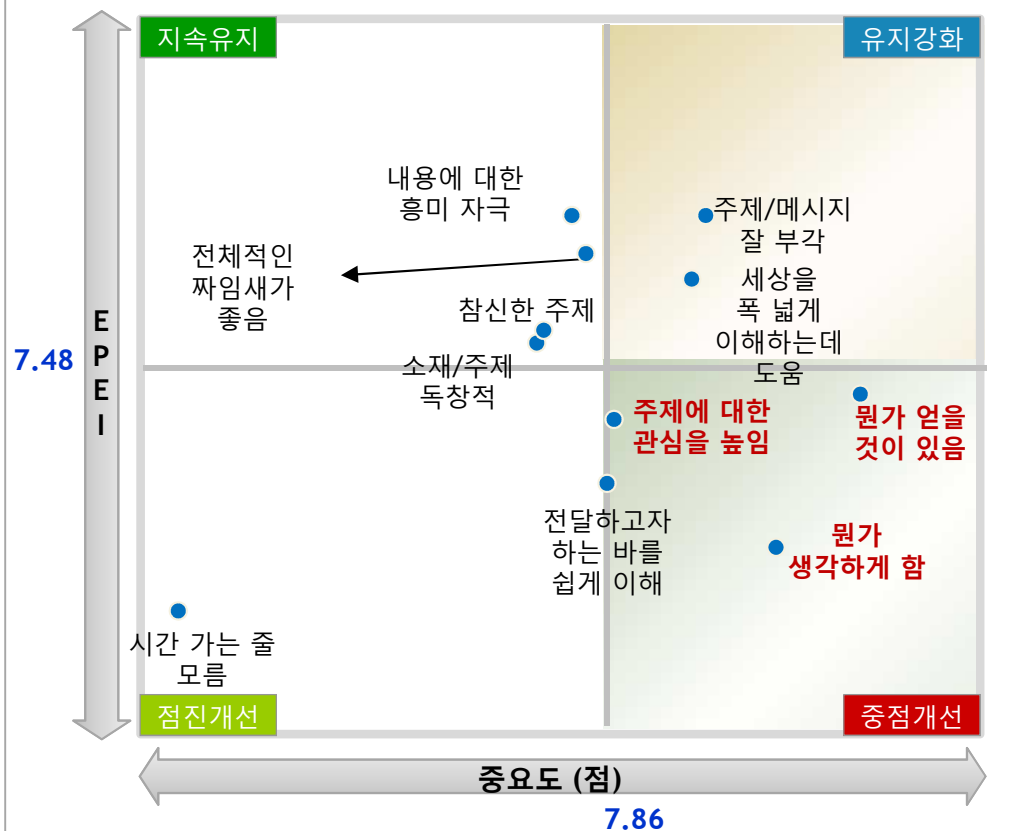 지속유지
유지강화
내용에 대한
흥미 자극
주제/메시지
잘 부각
전체적인
짜임새가
좋음
세상을
폭 넓게
이해하는데
도움
참신한 주제
소재/주제
독창적
E
P
E
I
7.48
주제에 대한
관심을 높임
뭔가 얻을
것이 있음
전달하고자
하는 바를
쉽게 이해
뭔가
생각하게 함
시간 가는 줄
모름
점진개선
중점개선
중요도 (점)
7.86